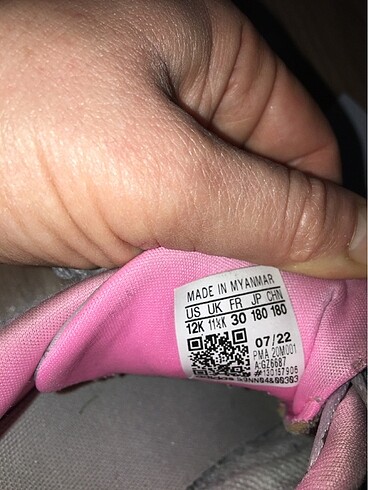 MADE IN MYANMAR
US UK FR JP CHN
12K 11½K 30 180 180
07/22
PMA 20M001